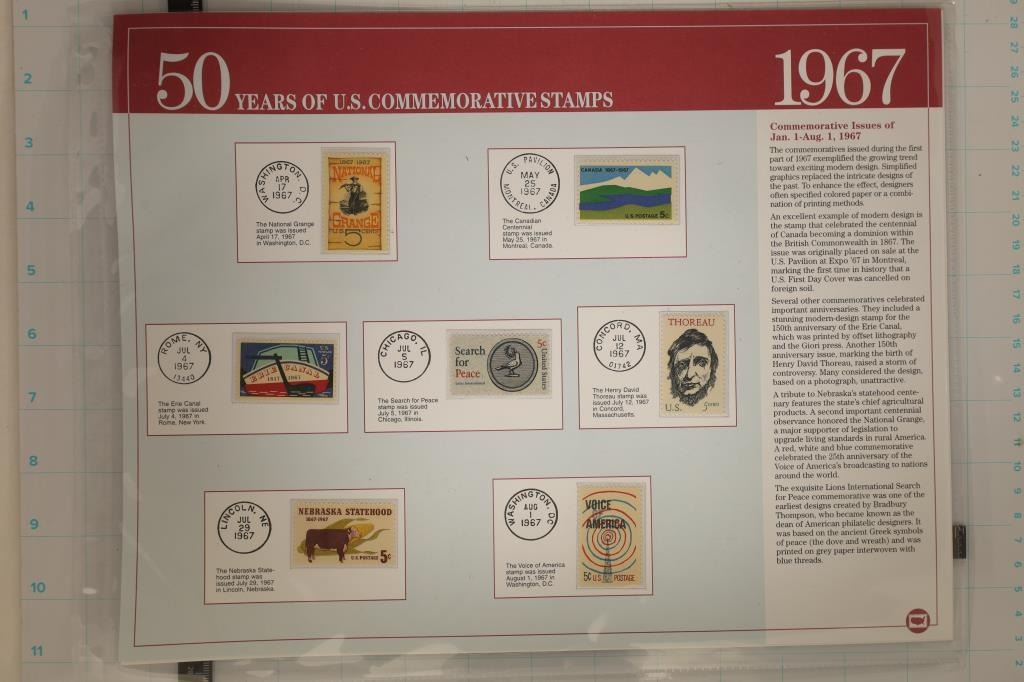 50 YEARS OF U.S. COMMEMORATIVE STAMPS
1967
WASHINGTON, D.C.
APR
17
1967
The National Grange
stamp was issued
April 17, 1967
in Washington, D.C.
1867 1967
NATIONAL
GRANGE
U.S. 5 CENTS
U.S. PAVILION
MAY
25
1967
MONTREAL, CANADA
The Canadian
Centennial
stamp was issued
May 25, 1967 in
Montreal, Canada.
CANADA 1867-1967
U.S. POSTAGE 5c
ROME, NY
JUL
4
1967
13440
The Erie Canal
stamp was issued
July 4, 1967 in
Rome, New York.
U.S.
5c
ERIE CANAL
1817 1967
CHICAGO, IL
JUL
5
1967
The Search for Peace
stamp was issued
July 5, 1967 in
Chicago, Illinois.
Search
for
Peace
Lions International
5c
United States
CONCORD, MA
JUL
12
1967
01742
The Henry David
Thoreau stamp was
issued July 12, 1967
in Concord,
Massachusetts.
THOREAU
U.S. 5 cents
LINCOLN, NE
JUL
29
1967
The Nebraska State-
hood stamp was
issued July 29, 1967
in Lincoln, Nebraska.
NEBRASKA STATEHOOD
1867-1967
U.S. POSTAGE 5c
WASHINGTON, DC
AUG
1
1967
The Voice of America
stamp was issued
August 1, 1967 in
Washington, D.C.
VOICE
OF
AMERICA
5c U.S. POSTAGE
Commemorative Issues of
Jan. 1-Aug. 1, 1967
The commemoratives issued during the first
part of 1967 exemplified the growing trend
toward exciting modern design. Simplified
graphics replaced the intricate designs of
the past. To enhance the effect, designers
often specified colored paper or a combi-
nation of printing methods.
An excellent example of modern design is
the stamp that celebrated the centennial
of Canada becoming a dominion within
the British Commonwealth in 1867. The
issue was originally placed on sale at the
U.S. Pavilion at Expo '67 in Montreal,
marking the first time in history that a
U.S. First Day Cover was cancelled on
foreign soil.
Several other commemoratives celebrated
important anniversaries. They included a
stunning modern-design stamp for the
150th anniversary of the Erie Canal,
which was printed by offset lithography
and the Giori press. Another 150th
anniversary issue, marking the birth of
Henry David Thoreau, raised a storm of
controversy. Many considered the design,
based on a photograph, unattractive.
A tribute to Nebraska's statehood cente-
nary features the state's chief agricultural
products. A second important centennial
observance honored the National Grange,
a major supporter of legislation to
upgrade living standards in rural America.
A red, white and blue commemorative
celebrated the 25th anniversary of the
Voice of America's broadcasting to nations
around the world.
The exquisite Lions International Search
for Peace commemorative was one of the
earliest designs created by Bradbury
Thompson, who became known as the
dean of American philatelic designers. It
was based on the ancient Greek symbols
of peace (the dove and wreath) and was
printed on grey paper interwoven with
blue threads.
1
2
3
4
5
6
7
8
9
10
11